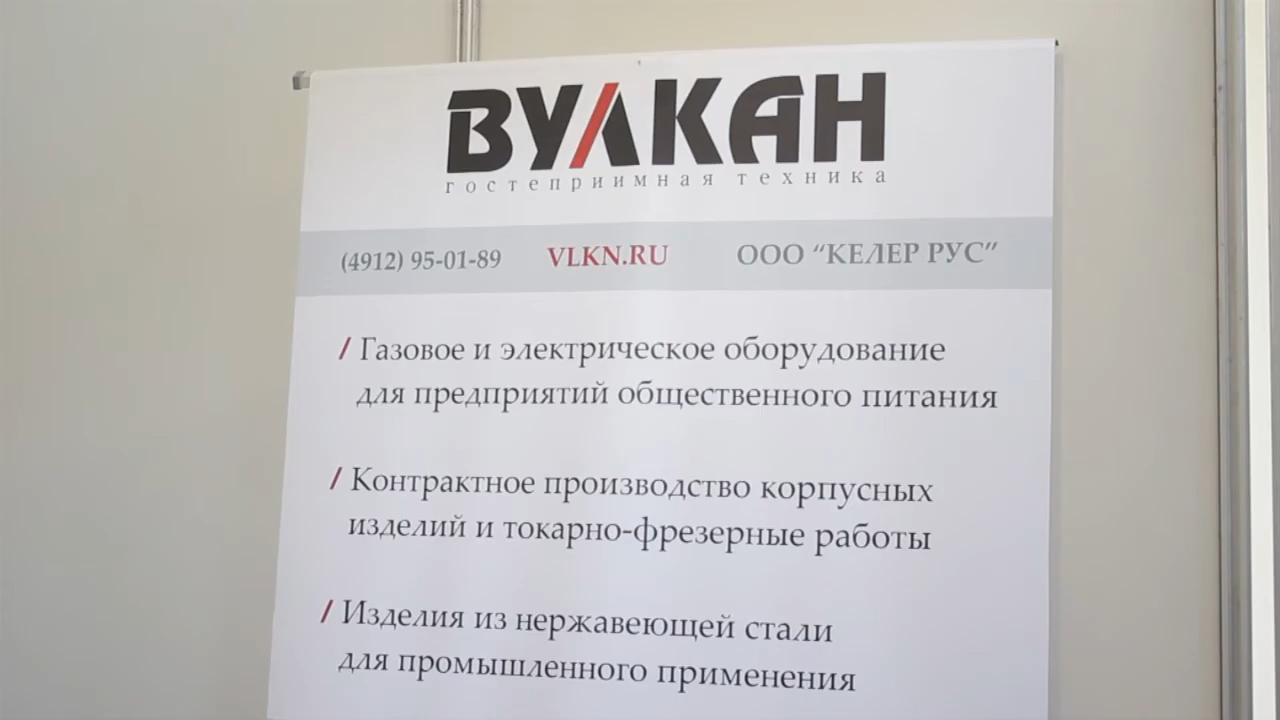 ВУЛКАН
гостеприимная техника
(4912) 95-01-89 VLKN.RU ООО “КЕЛЕР РУС”
/ Газовое и электрическое оборудование
для предприятий общественного питания
/ Контрактное производство корпусных
изделий и токарно-фрезерные работы
/ Изделия из нержавеющей стали
для промышленного применения